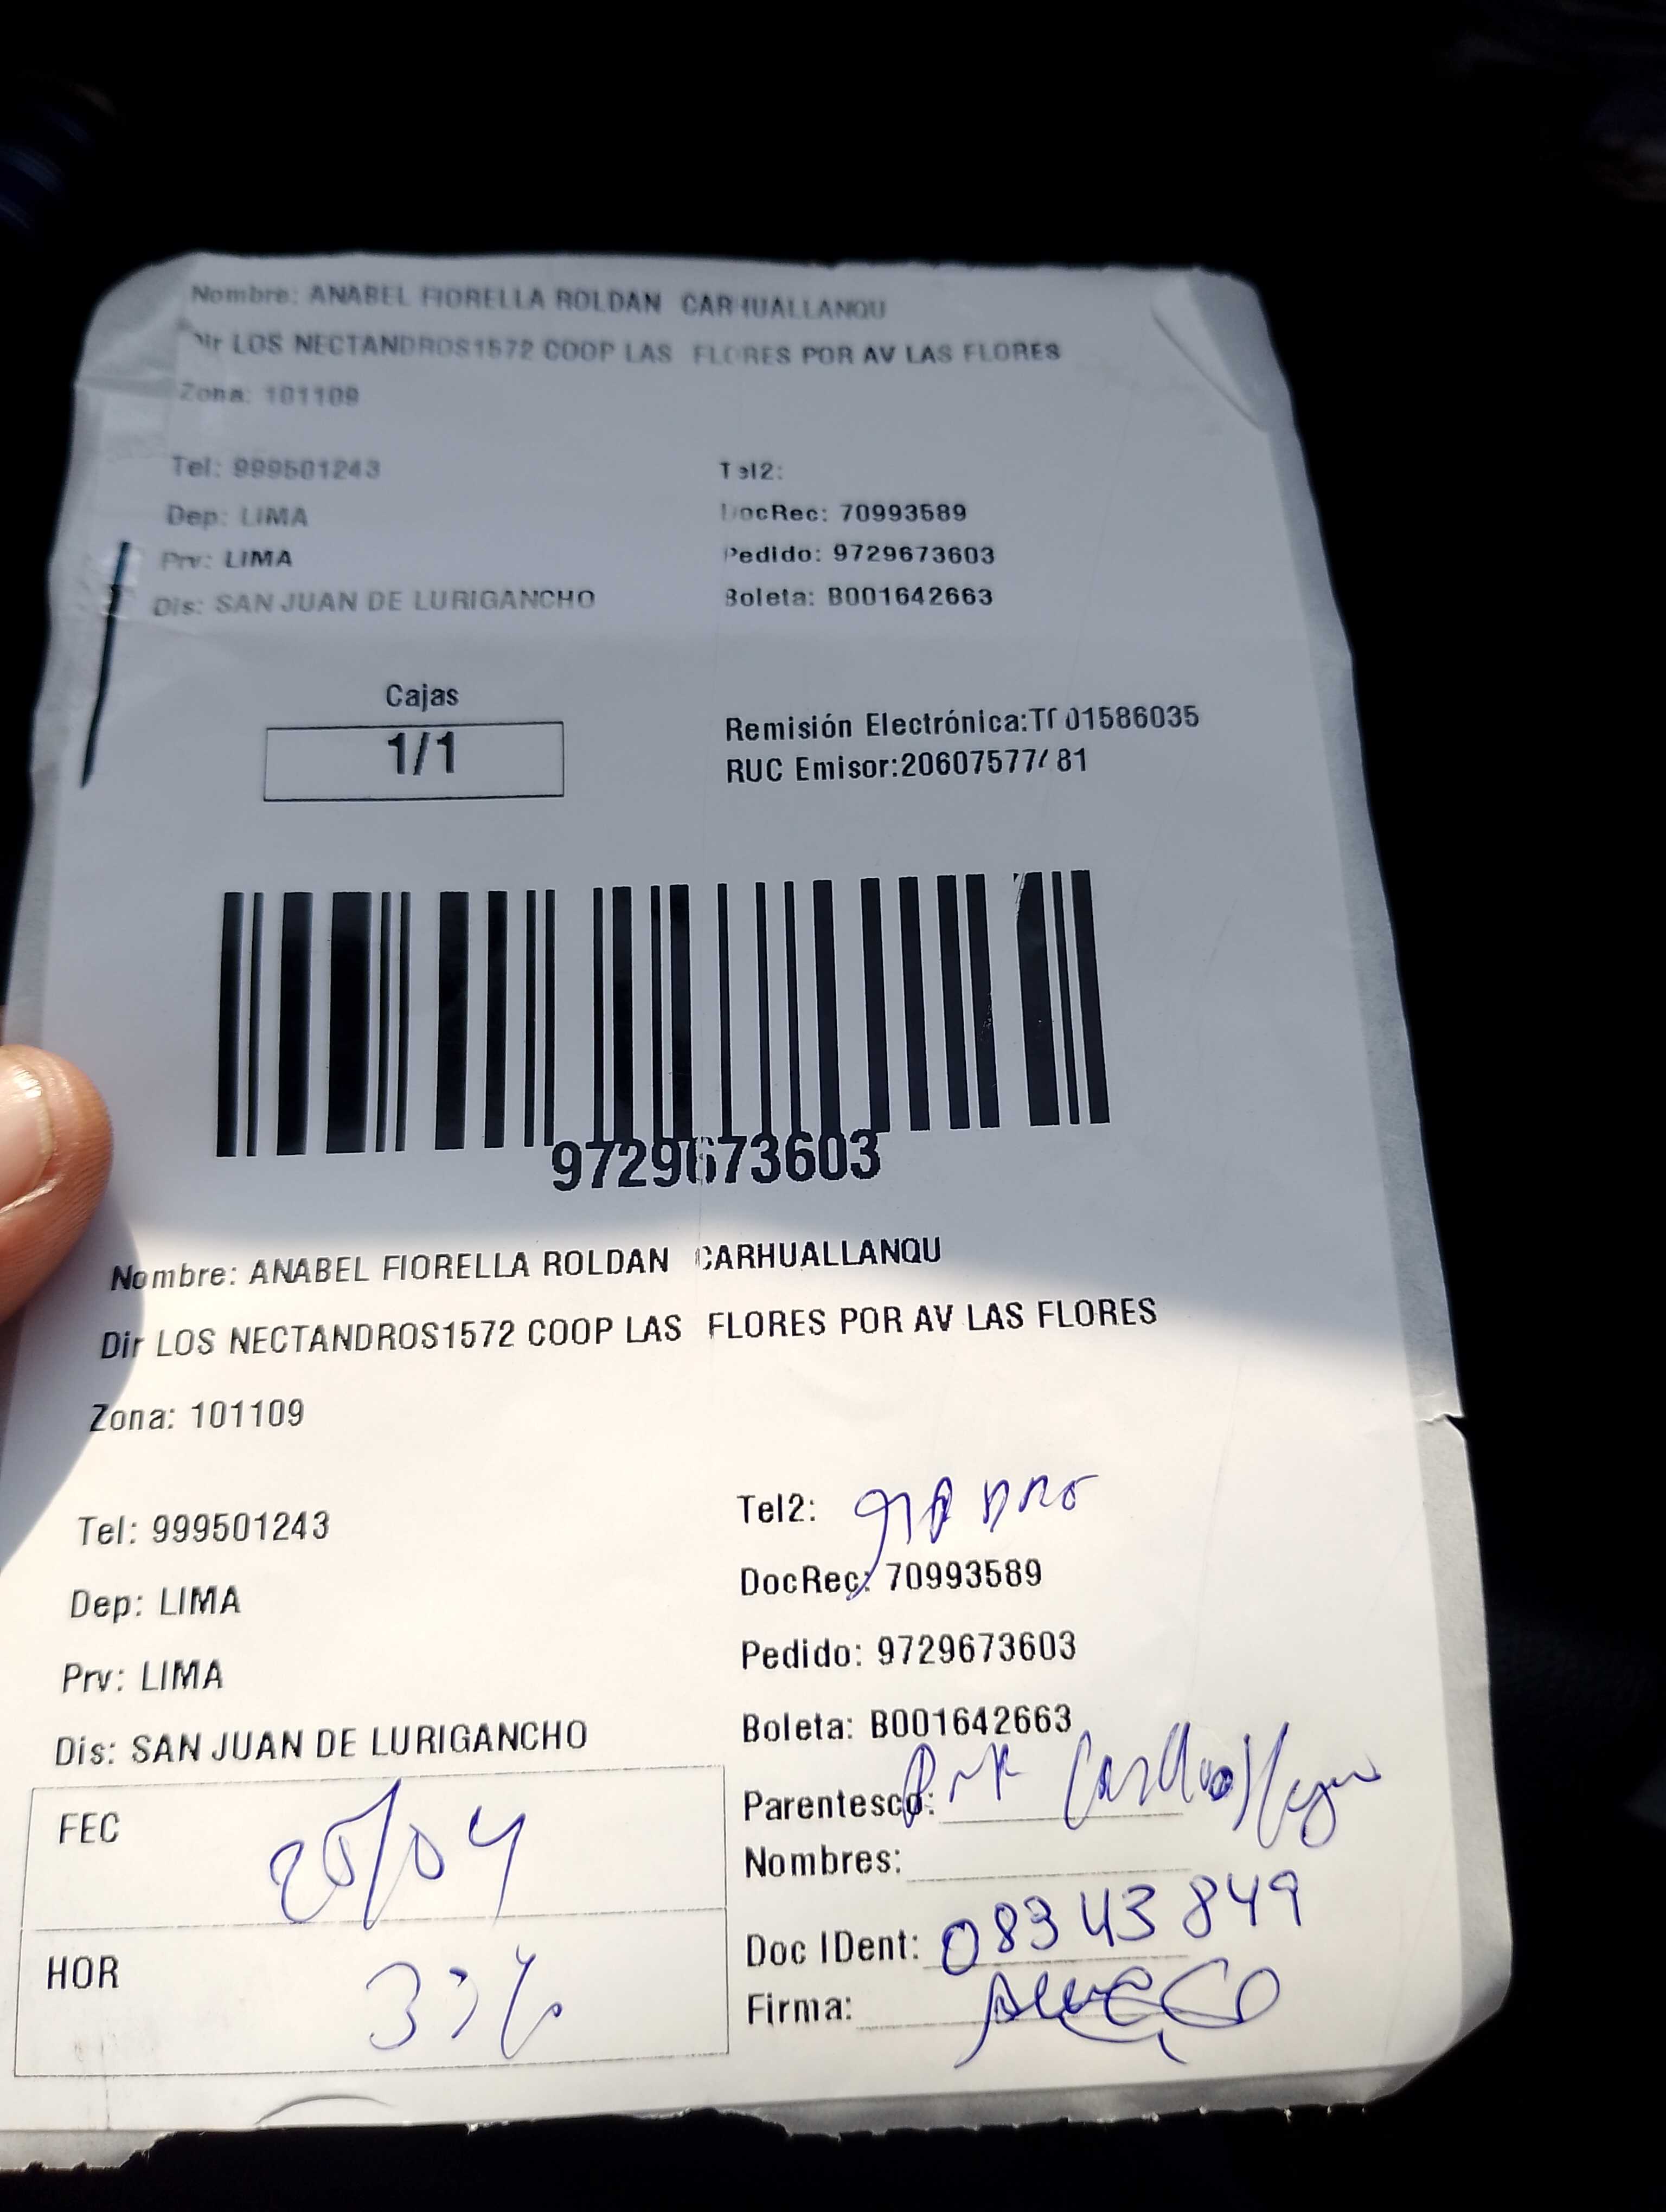 Nombre: ANABEL FIORELLA ROLDAN CARHUALLANQU
Dir LOS NECTANDROS1572 COOP LAS FLORES POR AV LAS FLORES
Zona: 101109
Tel: 999501243 Tel2:
Dep: LIMA DocRec: 70993589
Prv: LIMA Pedido: 9729673603
Dis: SAN JUAN DE LURIGANCHO Boleta: B001642663
Cajas
1/1
Remisión Electrónica:
RUC Emisor:
9729673603
Nombre: ANABEL FIORELLA ROLDAN CARHUALLANQU
Dir LOS NECTANDROS1572 COOP LAS FLORES POR AV LAS FLORES
Zona: 101109
Tel: 999501243 Tel2:
Dep: LIMA DocRec: 70993589
Prv: LIMA Pedido: 9729673603
Dis: SAN JUAN DE LURIGANCHO Boleta: B001642663
FEC 25/04 Parentesco:
Nombres:
HOR Doc IDent: 08343849
Firma: